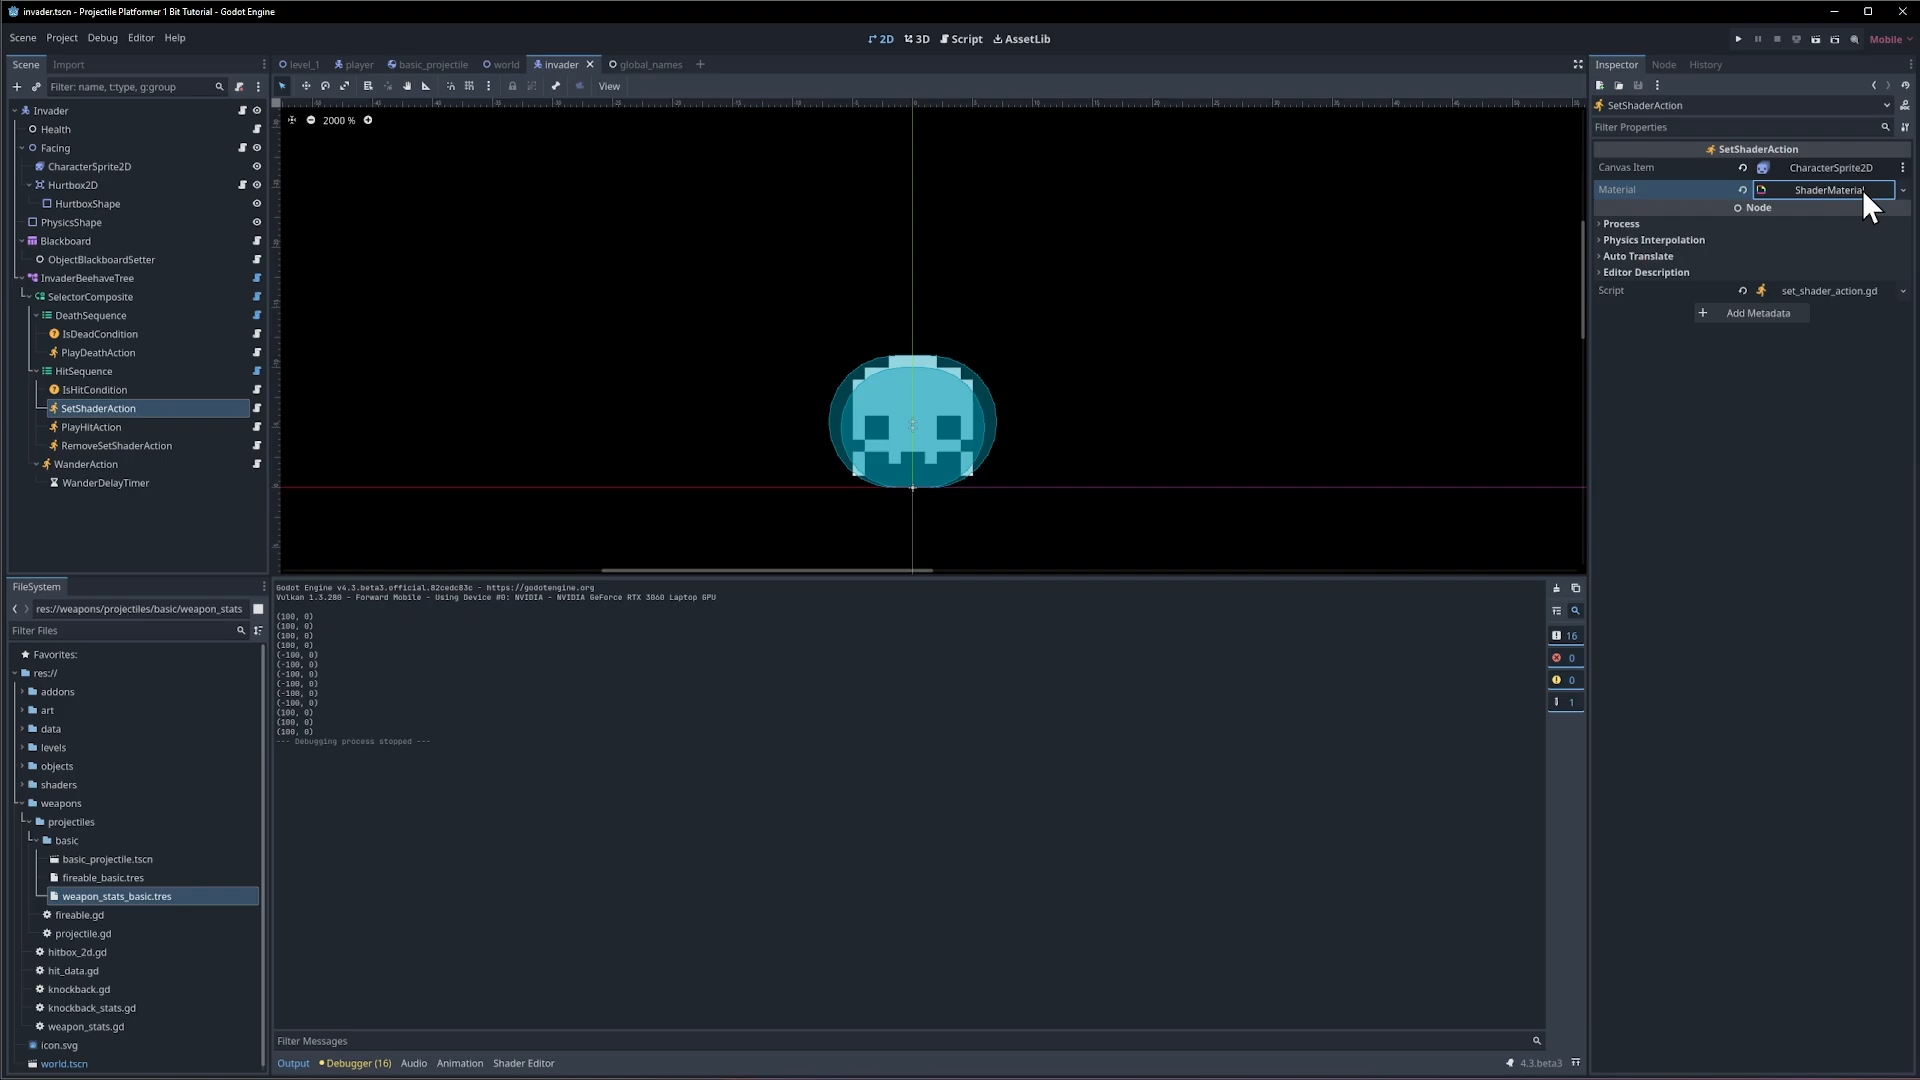 invader.tscn - Projectile Platformer 1 Bit Tutorial - Godot Engine
Scene Project Debug Editor Help
2D 3D Script AssetLib
Mobile
Scene Import
Filter: name, t:type, g:group
Invader
Health
Facing
CharacterSprite2D
Hurtbox2D
HurtboxShape
PhysicsShape
Blackboard
ObjectBlackboardSetter
InvaderBeehaveTree
SelectorComposite
DeathSequence
IsDeadCondition
PlayDeathAction
HitSequence
IsHitCondition
SetShaderAction
PlayHitAction
RemoveSetShaderAction
WanderAction
WanderDelayTimer
level_1 player basic_projectile world invader global_names
View
2000 %
FileSystem
res://weapons/projectiles/basic/weapon_stats
Filter Files
Favorites:
res://
addons
art
data
levels
objects
shaders
weapons
projectiles
basic
basic_projectile.tscn
fireable_basic.tres
weapon_stats_basic.tres
fireable.gd
projectile.gd
hitbox_2d.gd
hit_data.gd
knockback.gd
knockback_stats.gd
weapon_stats.gd
icon.svg
world.tscn
Godot Engine v4.3.beta3.official.82cedc83c - https://godotengine.org
Vulkan 1.3.280 - Forward Mobile - Using Device #0: NVIDIA - NVIDIA GeForce RTX 3060 Laptop GPU
(100, 0)
(100, 0)
(100, 0)
(100, 0)
(-100, 0)
(-100, 0)
(-100, 0)
(-100, 0)
(-100, 0)
(-100, 0)
(100, 0)
(100, 0)
(100, 0)
--- Debugging process stopped ---
16
0
0
1
Filter Messages
Output Debugger (16) Audio Animation Shader Editor
4.3.beta3
Inspector Node History
SetShaderAction
Filter Properties
SetShaderAction
Canvas Item CharacterSprite2D
Material ShaderMaterial
Node
Process
Physics Interpolation
Auto Translate
Editor Description
Script set_shader_action.gd
Add Metadata